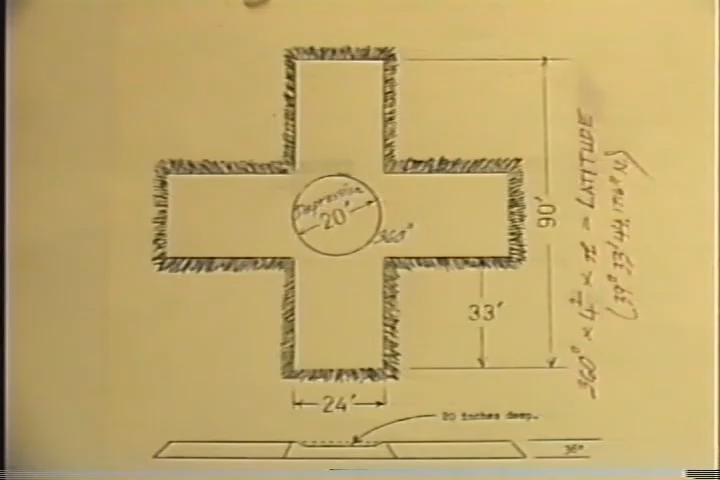 Depression
20'
360°
90'
33'
24'
20 inches deep.
36"
360° × 4² × π = LATITUDE